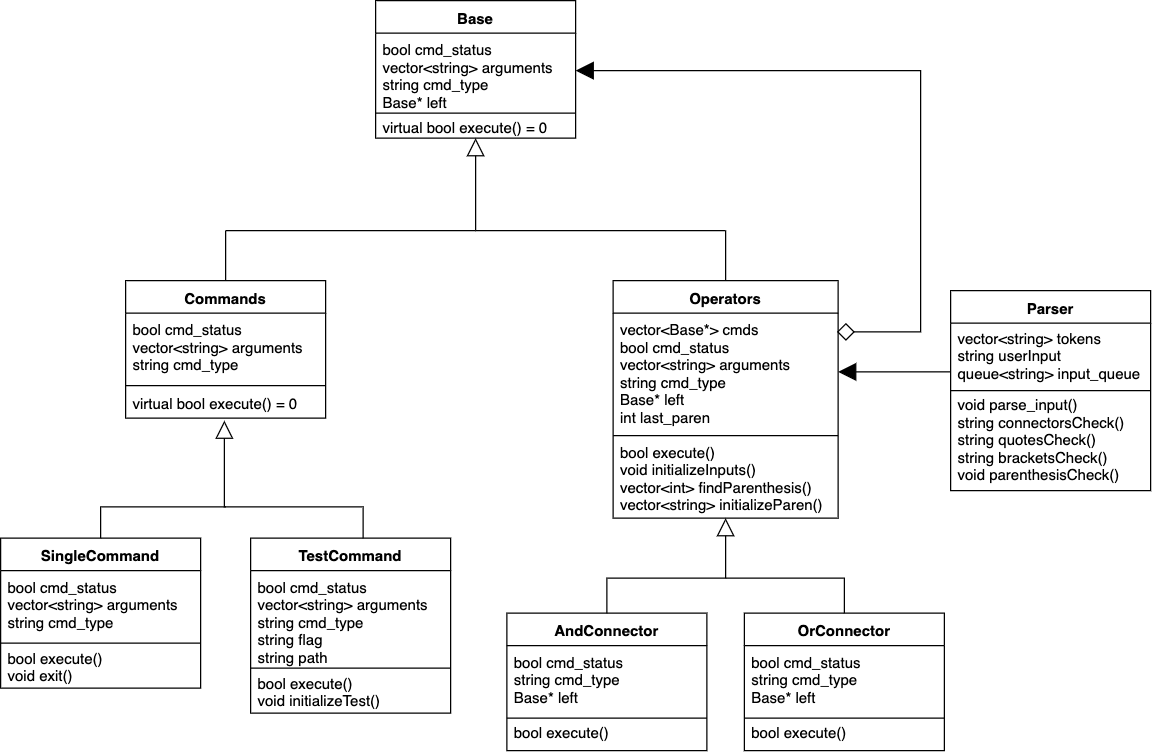 Base
bool cmd_status
vector<string> arguments
string cmd_type
Base* left
virtual bool execute() = 0
Commands
bool cmd_status
vector<string> arguments
string cmd_type
virtual bool execute() = 0
Operators
vector<Base*> cmds
bool cmd_status
vector<string> arguments
string cmd_type
Base* left
int last_paren
bool execute()
void initializeInputs()
vector<int> findParenthesis()
vector<string> initializeParen()
Parser
vector<string> tokens
string userInput
queue<string> input_queue
void parse_input()
string connectorsCheck()
string quotesCheck()
string bracketsCheck()
void parenthesisCheck()
SingleCommand
bool cmd_status
vector<string> arguments
string cmd_type
bool execute()
void exit()
TestCommand
bool cmd_status
vector<string> arguments
string cmd_type
string flag
string path
bool execute()
void initializeTest()
AndConnector
bool cmd_status
string cmd_type
Base* left
bool execute()
OrConnector
bool cmd_status
string cmd_type
Base* left
bool execute()